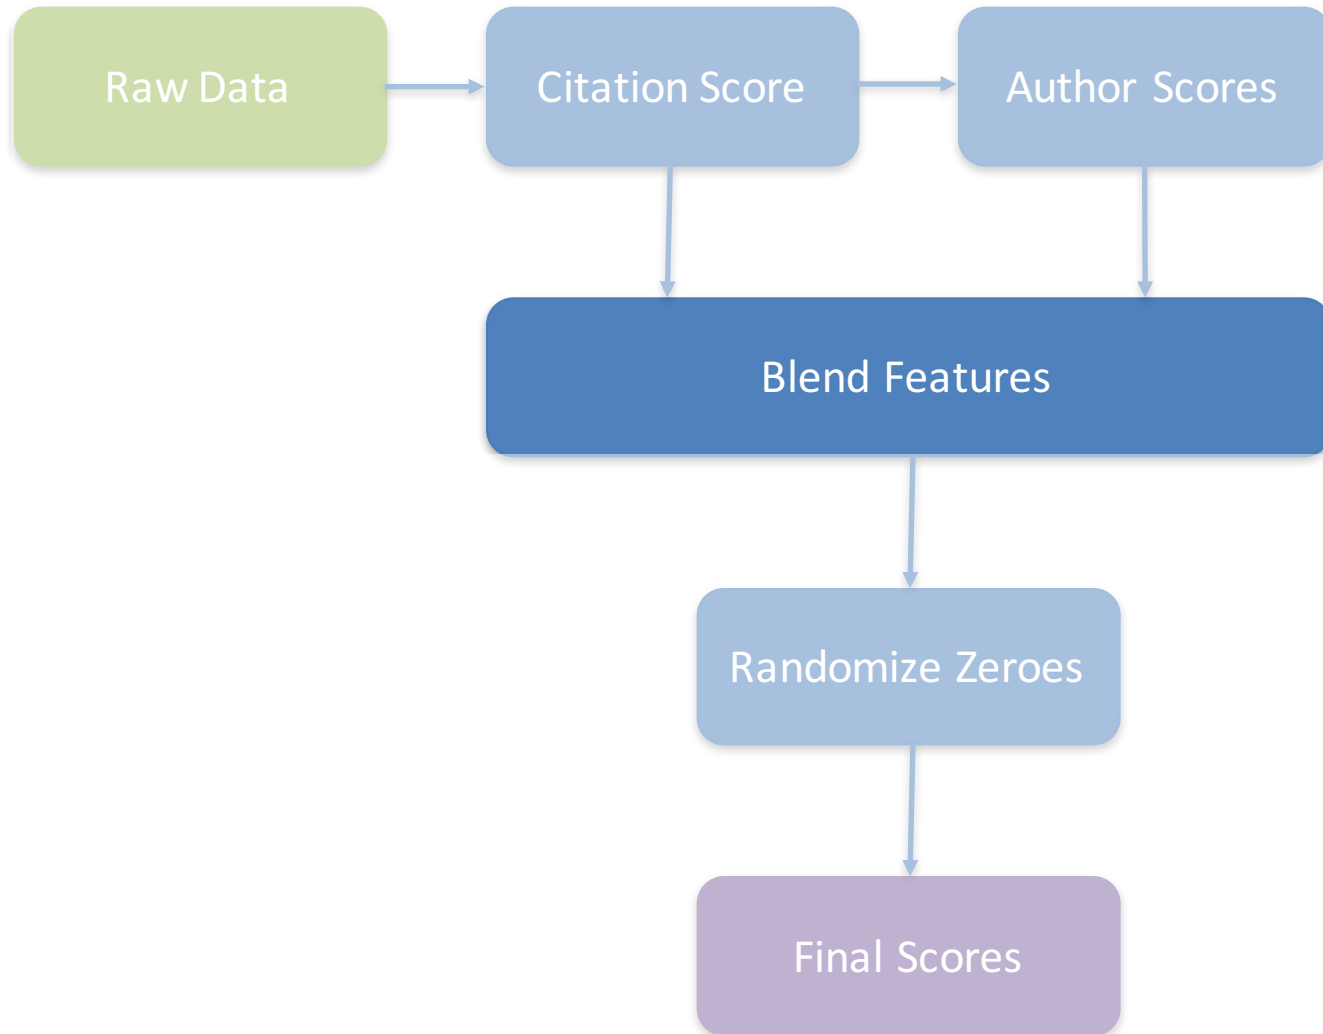 Raw Data
Citation Score
Author Scores
Blend Features
Randomize Zeroes
Final Scores